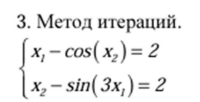 3. Метод итераций.
x₁ – cos(x₂) = 2
x₂ – sin(3x₁) = 2